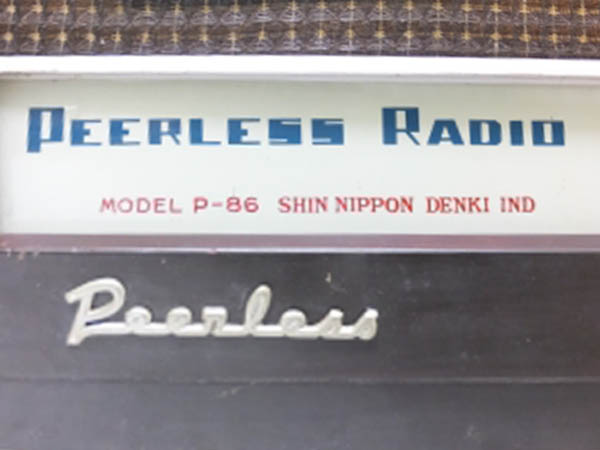 PEERLESS RADIO
MODEL P-86 SHIN NIPPON DENKI IND
Peerless